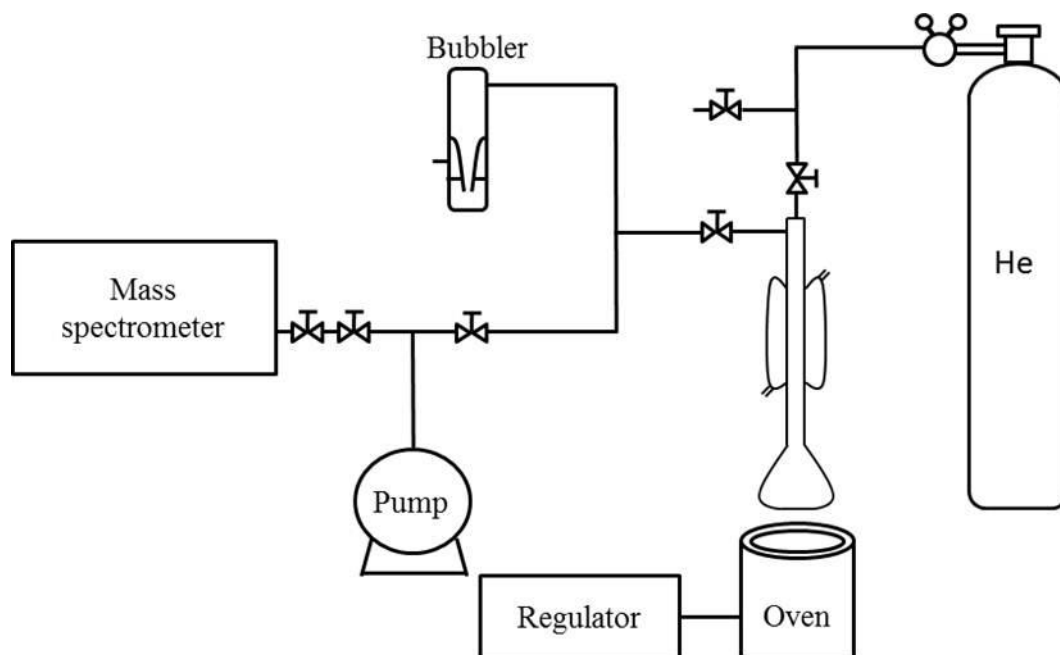 Bubbler
He
Mass
spectrometer
Pump
Regulator
Oven